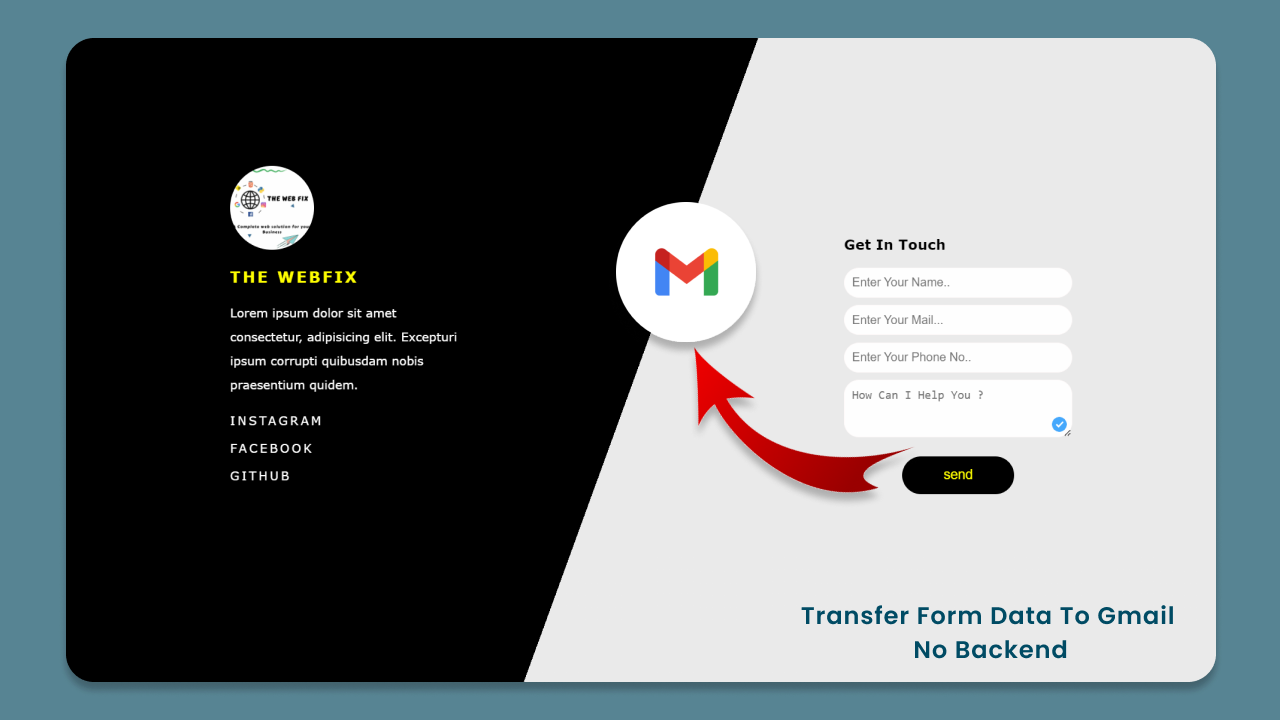 THE WEB FIX
Complete web solution for you
Business
THE WEBFIX
Lorem ipsum dolor sit amet
consectetur, adipisicing elit. Excepturi
ipsum corrupti quibusdam nobis
praesentium quidem.
INSTAGRAM
FACEBOOK
GITHUB
Get In Touch
Enter Your Name..
Enter Your Mail...
Enter Your Phone No..
How Can I Help You ?
send
Transfer Form Data To Gmail
No Backend